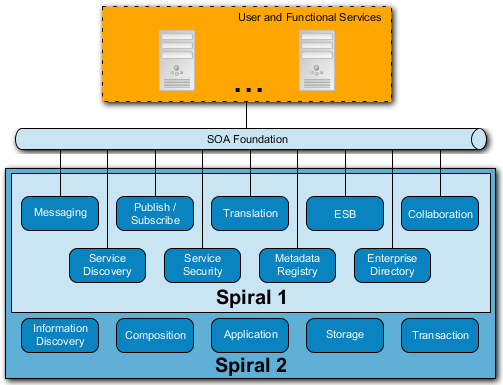 User and Functional Services
...
SOA Foundation
Messaging
Publish /
Subscribe
Translation
ESB
Collaboration
Service
Discovery
Service
Security
Metadata
Registry
Enterprise
Directory
Spiral 1
Information
Discovery
Composition
Application
Storage
Transaction
Spiral 2